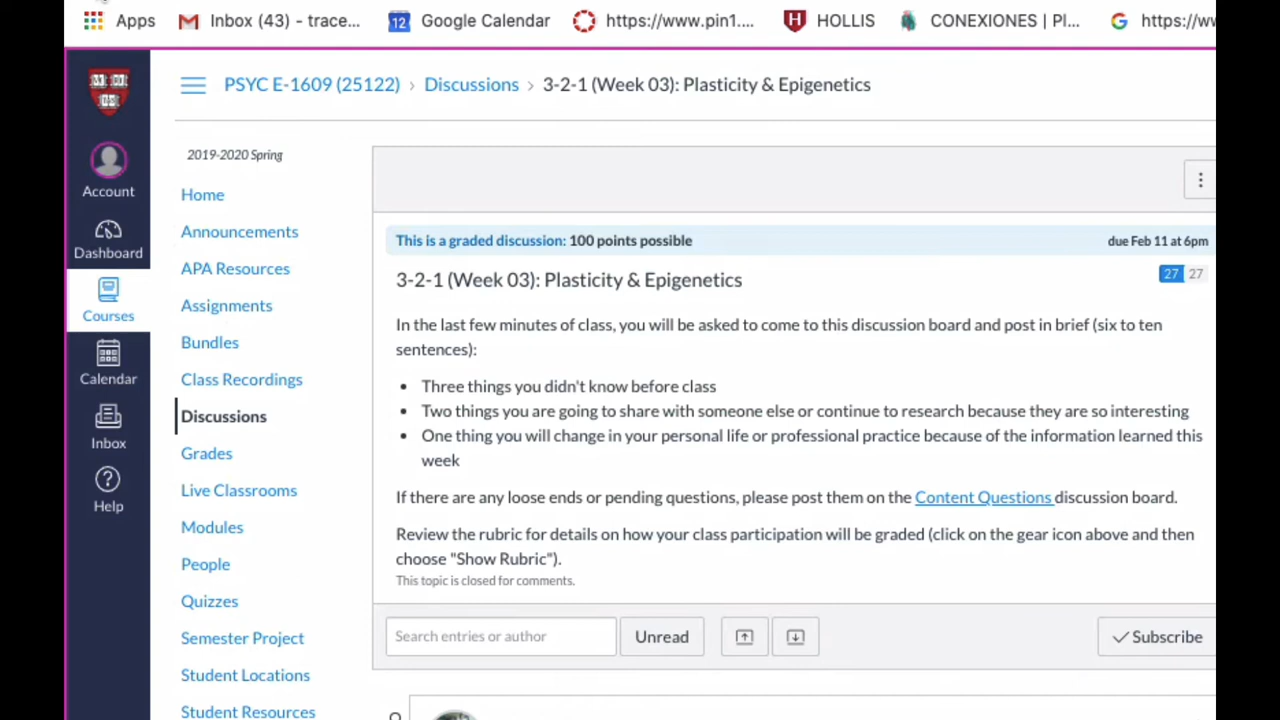 Apps Inbox (43) - trace... Google Calendar https://www.pin1.... HOLLIS CONEXIONES | Pl... https://ww
PSYC E-1609 (25122) › Discussions › 3-2-1 (Week 03): Plasticity & Epigenetics
Account
Dashboard
Courses
Calendar
Inbox
Help
2019-2020 Spring
Home
Announcements
APA Resources
Assignments
Bundles
Class Recordings
Discussions
Grades
Live Classrooms
Modules
People
Quizzes
Semester Project
Student Locations
Student Resources
This is a graded discussion: 100 points possible due Feb 11 at 6pm
3-2-1 (Week 03): Plasticity & Epigenetics 27 27
In the last few minutes of class, you will be asked to come to this discussion board and post in brief (six to ten
sentences):
• Three things you didn't know before class
• Two things you are going to share with someone else or continue to research because they are so interesting
• One thing you will change in your personal life or professional practice because of the information learned this
week
If there are any loose ends or pending questions, please post them on the Content Questions discussion board.
Review the rubric for details on how your class participation will be graded (click on the gear icon above and then
choose "Show Rubric").
This topic is closed for comments.
Search entries or author Unread Subscribe